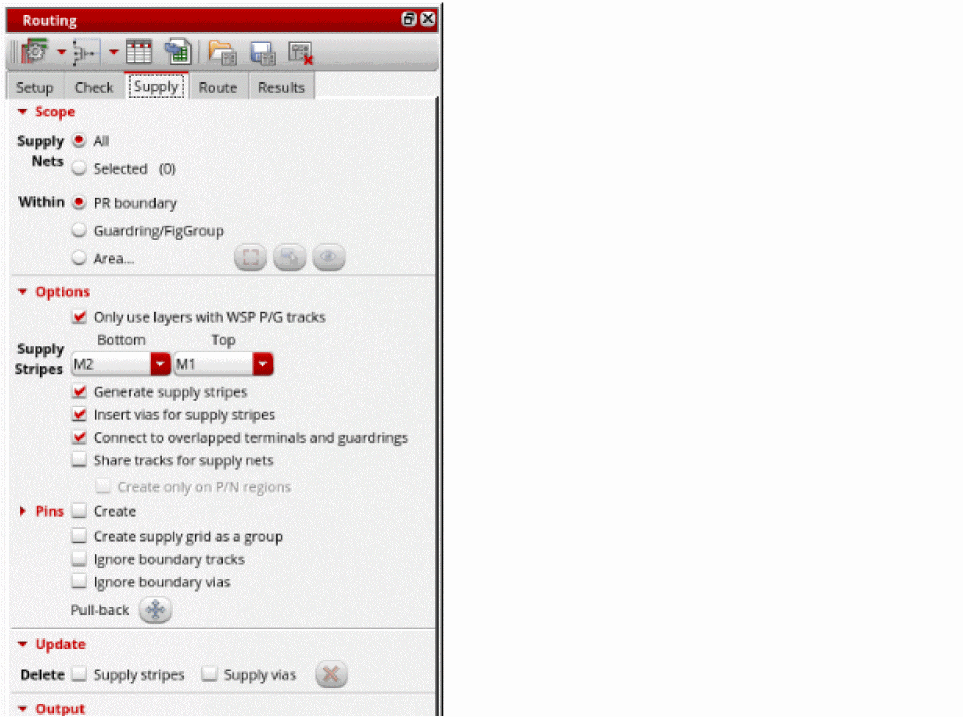 Routing
Setup Check Supply Route Results
Scope
Supply Nets All
Selected (0)
Within PR boundary
Guardring/FigGroup
Area...
Options
Only use layers with WSP P/G tracks
Bottom Top
Supply Stripes M2 M1
Generate supply stripes
Insert vias for supply stripes
Connect to overlapped terminals and guardrings
Share tracks for supply nets
Create only on P/N regions
Pins Create
Create supply grid as a group
Ignore boundary tracks
Ignore boundary vias
Pull-back
Update
Delete Supply stripes Supply vias
Output